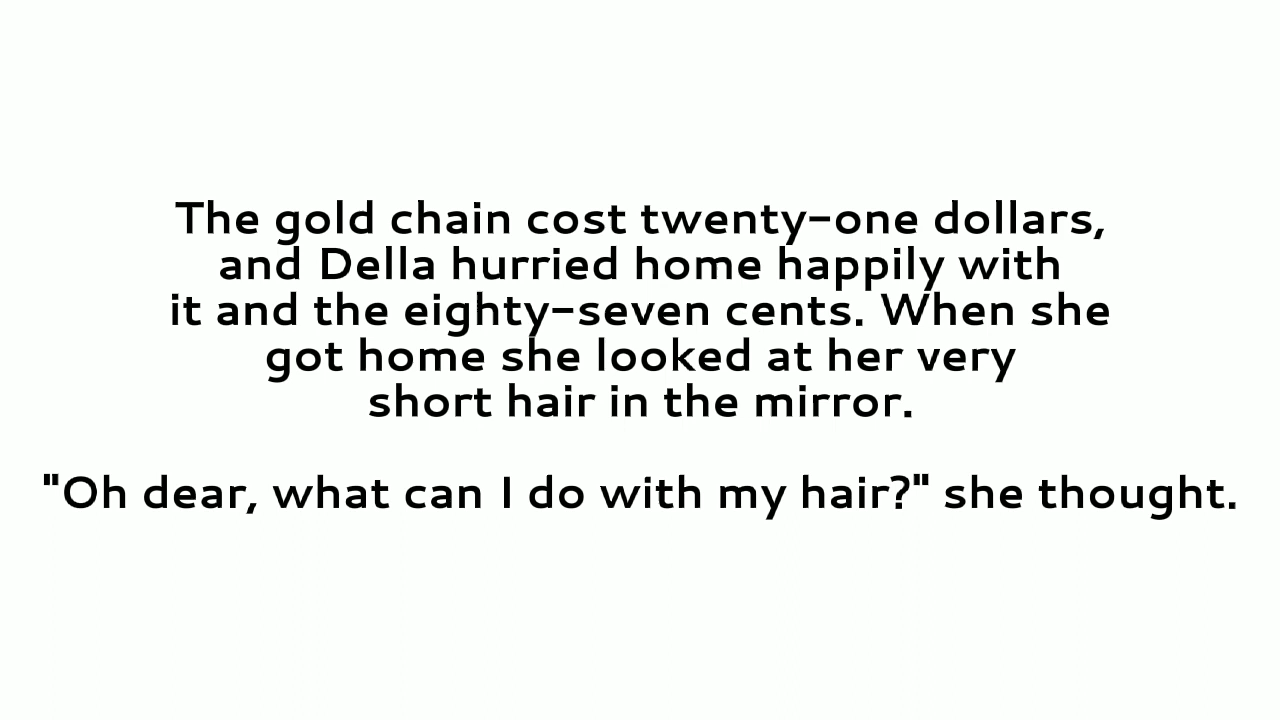 The gold chain cost twenty-one dollars,
and Della hurried home happily with
it and the eighty-seven cents. When she
got home she looked at her very
short hair in the mirror.
"Oh dear, what can I do with my hair?" she thought.